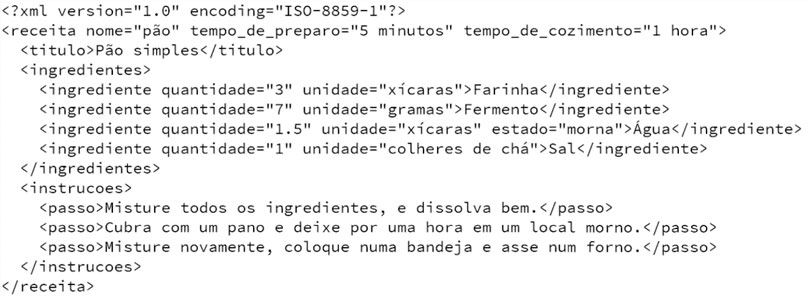 <?xml version="1.0" encoding="ISO-8859-1"?>
<receita nome="pão" tempo_de_preparo="5 minutos" tempo_de_cozimento="1 hora">
  <titulo>Pão simples</titulo>
  <ingredientes>
    <ingrediente quantidade="3" unidade="xícaras">Farinha</ingrediente>
    <ingrediente quantidade="7" unidade="gramas">Fermento</ingrediente>
    <ingrediente quantidade="1.5" unidade="xícaras" estado="morna">Água</ingrediente>
    <ingrediente quantidade="1" unidade="colheres de chá">Sal</ingrediente>
  </ingredientes>
  <instrucoes>
    <passo>Misture todos os ingredientes, e dissolva bem.</passo>
    <passo>Cubra com um pano e deixe por uma hora em um local morno.</passo>
    <passo>Misture novamente, coloque numa bandeja e asse num forno.</passo>
  </instrucoes>
</receita>